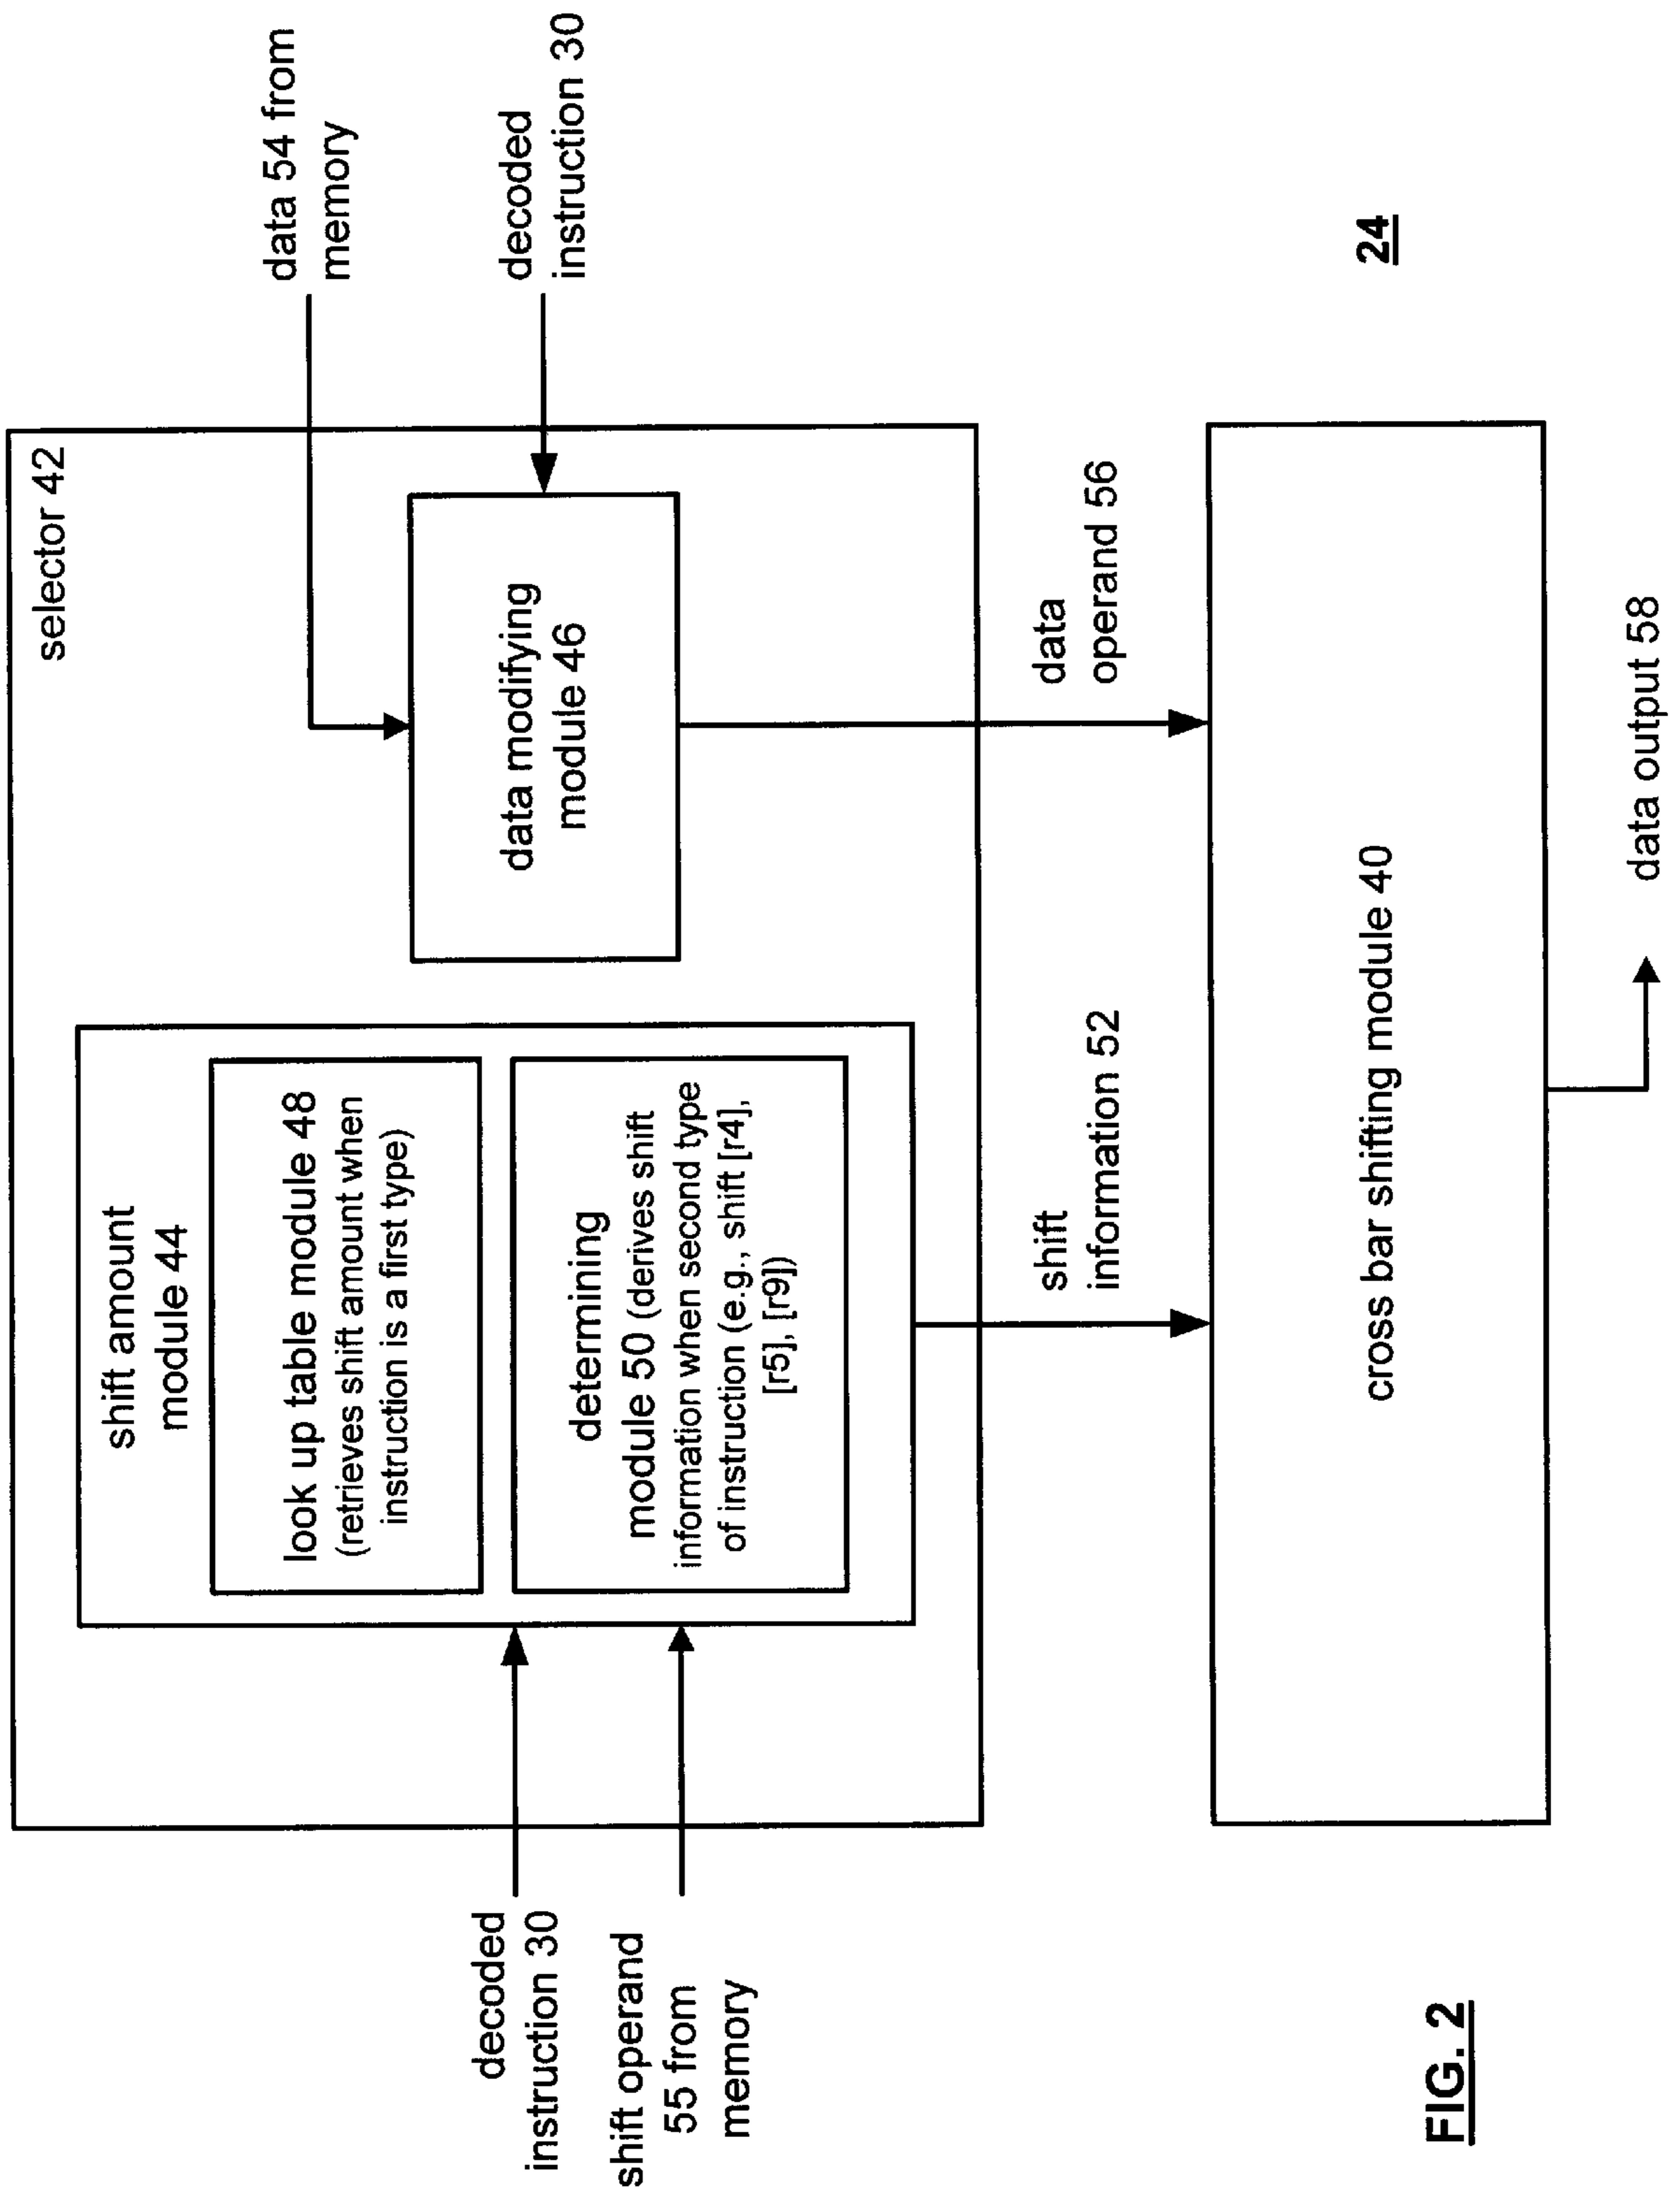 selector 42
data 54 from
memory
decoded
instruction 30
shift amount
module 44
look up table module 48
(retrieves shift amount when
instruction is a first type)
determining
module 50 (derives shift
information when second type
of instruction (e.g., shift [r4],
[r5], [r9])
data modifying
module 46
decoded
instruction 30
shift operand
55 from
memory
shift
information 52
data
operand 56
cross bar shifting module 40
data output 58
24
FIG. 2